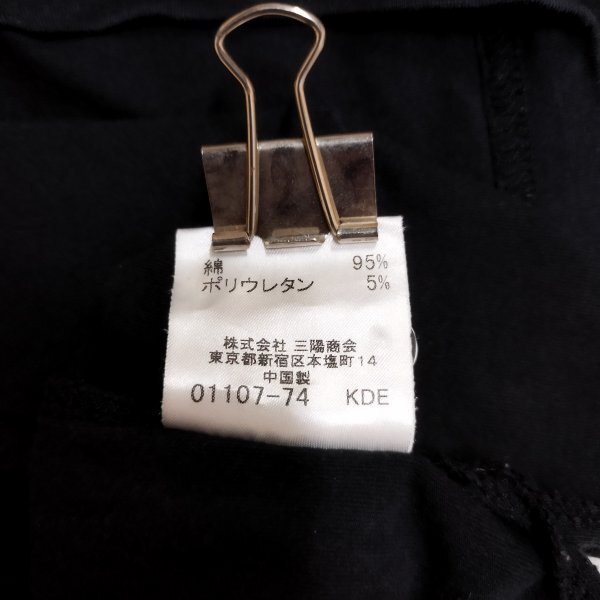 綿 95%
ポリウレタン 5%
株式会社 三陽商会
東京都新宿区本塩町14
中国製
01107-74 KDE